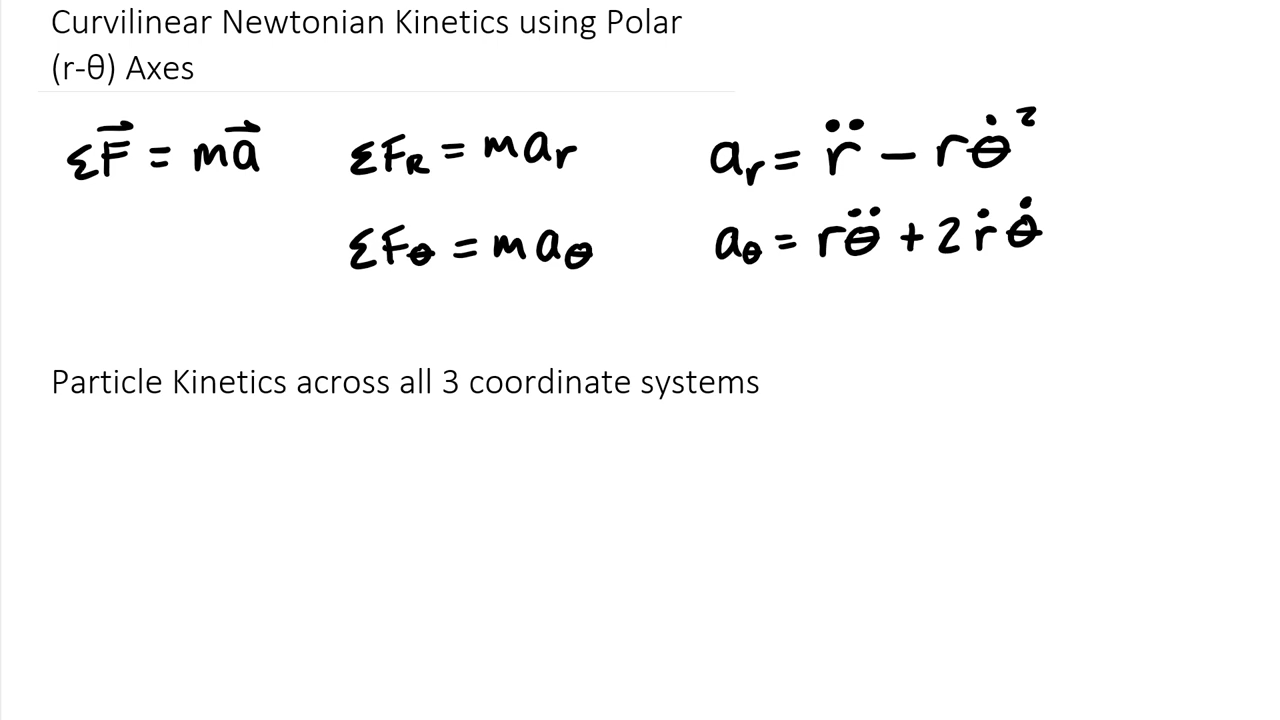 Curvilinear Newtonian Kinetics using Polar
(r-θ) Axes
ΣF⃗ = ma⃗ ΣF_R = ma_r a_r = r̈ − rθ̇²
ΣF_θ = ma_θ a_θ = rθ̈ + 2ṙθ̇
Particle Kinetics across all 3 coordinate systems